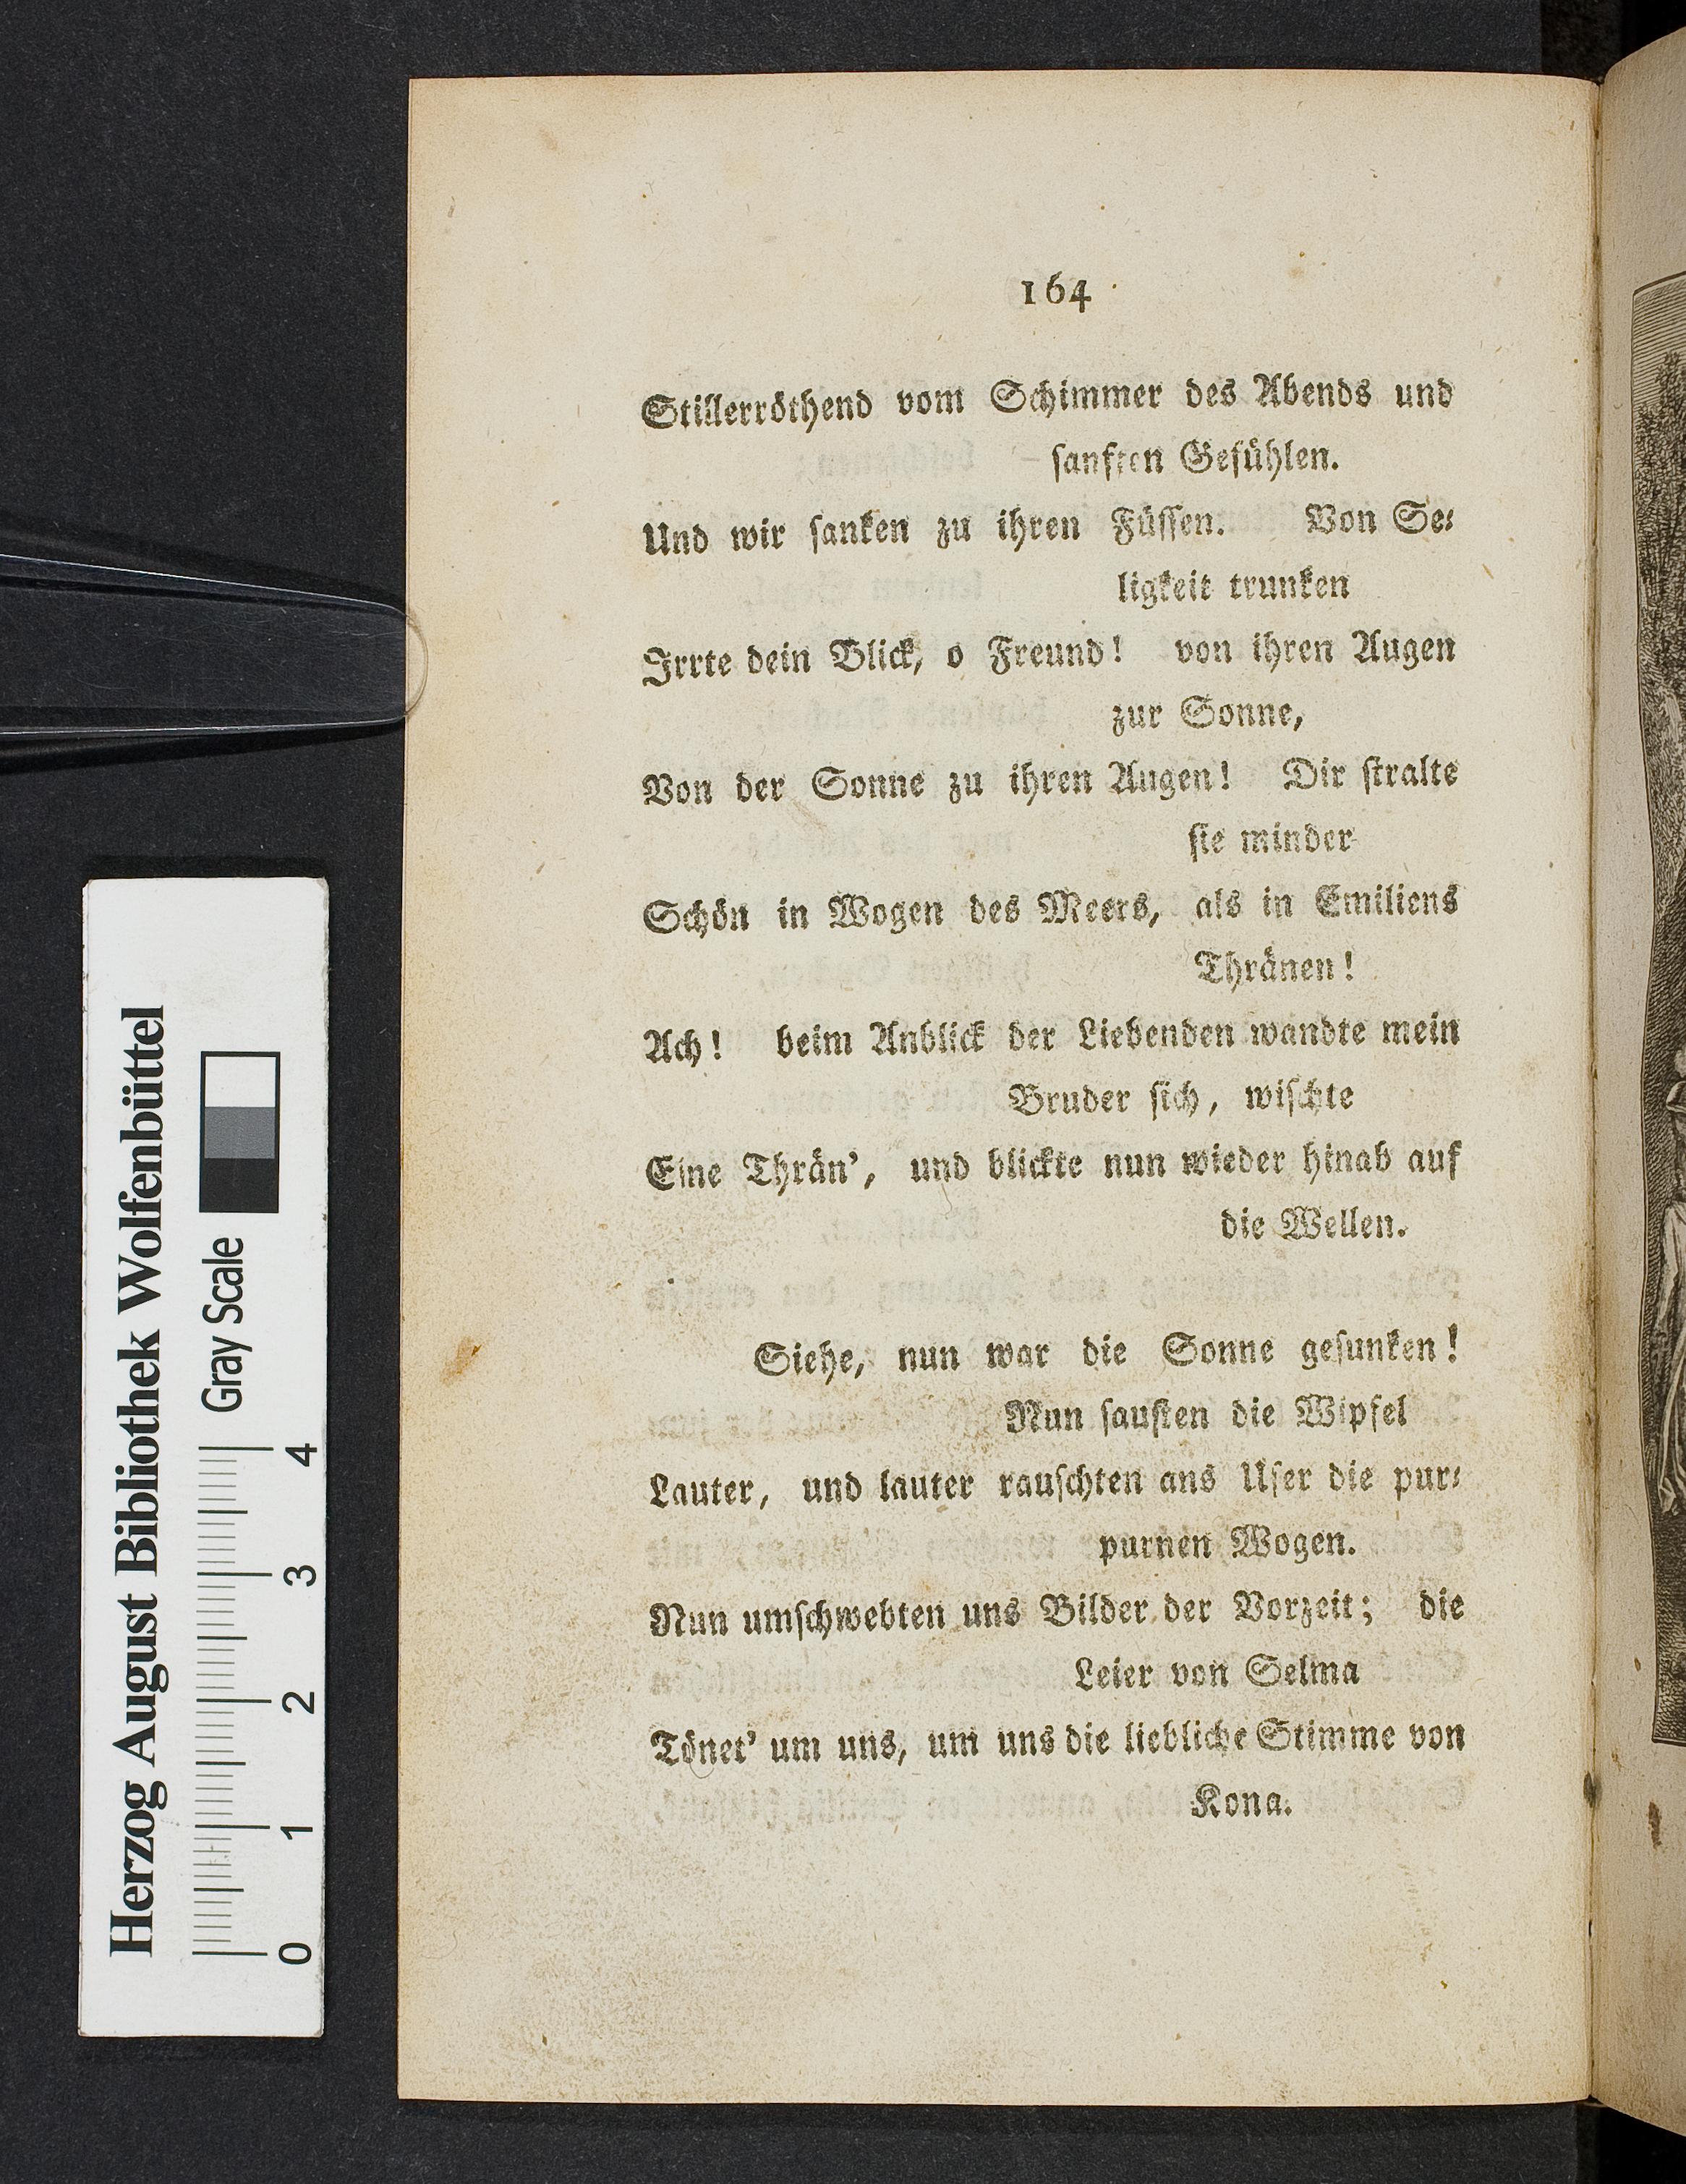 164
Stillerröthend vom Schimmer des Abends und
ſanften Gefühlen.
Und wir ſanken zu ihren Füſſen. Von Se⸗
ligkeit trunken
Irrte dein Blick, o Freund! von ihren Augen
zur Sonne,
Von der Sonne zu ihren Augen! Dir ſtralte
ſie minder
Schön in Wogen des Meers, als in Emiliens
Thränen!
Ach! beim Anblick der Liebenden wandte mein
Bruder ſich, wiſchte
Eine Thrän', und blickte nun wieder hinab auf
die Wellen.
Siehe, nun war die Sonne geſunken!
Nun ſauſten die Wipfel
Lauter, und lauter rauſchten ans Ufer die pur⸗
purnen Wogen.
Nun umſchwebten uns Bilder der Vorzeit; die
Leier von Selma
Tönet' um uns, um uns die liebliche Stimme von
Kona.
Herzog August Bibliothek Wolfenbüttel
Gray Scale
0 1 2 3 4